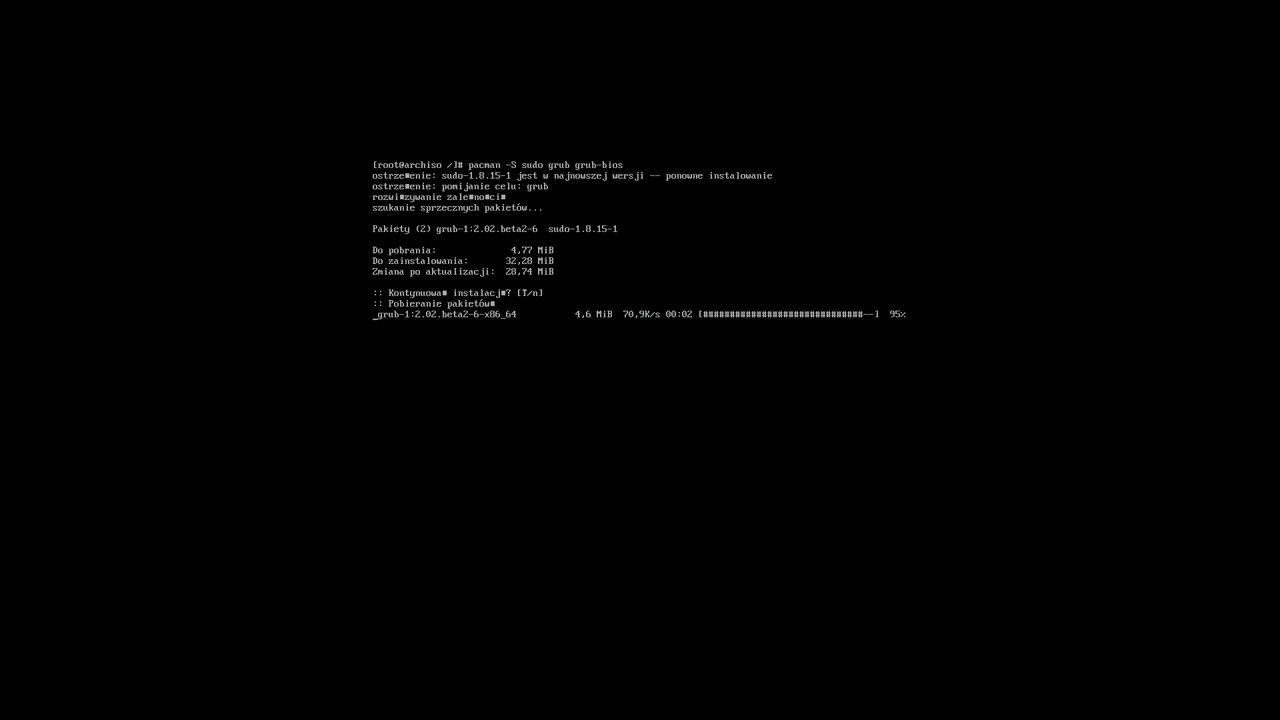 [root@archiso /]# pacman -S sudo grub grub-bios
ostrze■enie: sudo-1.8.15-1 jest w najnowszej wersji -- ponowne instalowanie
ostrze■enie: pomijanie celu: grub
rozwi■zywanie zale■no■ci■
szukanie sprzecznych pakietów...
Pakiety (2) grub-1:2.02.beta2-6  sudo-1.8.15-1
Do pobrania: 4,77 MiB
Do zainstalowania: 32,28 MiB
Zmiana po aktualizacji: 28,74 MiB
:: Kontynuowa■ instalacj■? [T/n]
:: Pobieranie pakietów■
_grub-1:2.02.beta2-6-x86_64 4,6 MiB 70,9K/s 00:02 [##############################--] 95%